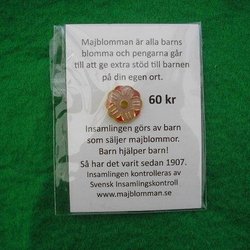 Majblomman är alla barns
blomma och pengarna går
till att ge extra stöd till barnen
på din egen ort.
60 kr
Insamlingen görs av barn
som säljer majblommor.
Barn hjälper barn!
Så har det varit sedan 1907.
Insamlingen kontrolleras av
Svensk Insamlingskontroll
www.majblomman.se